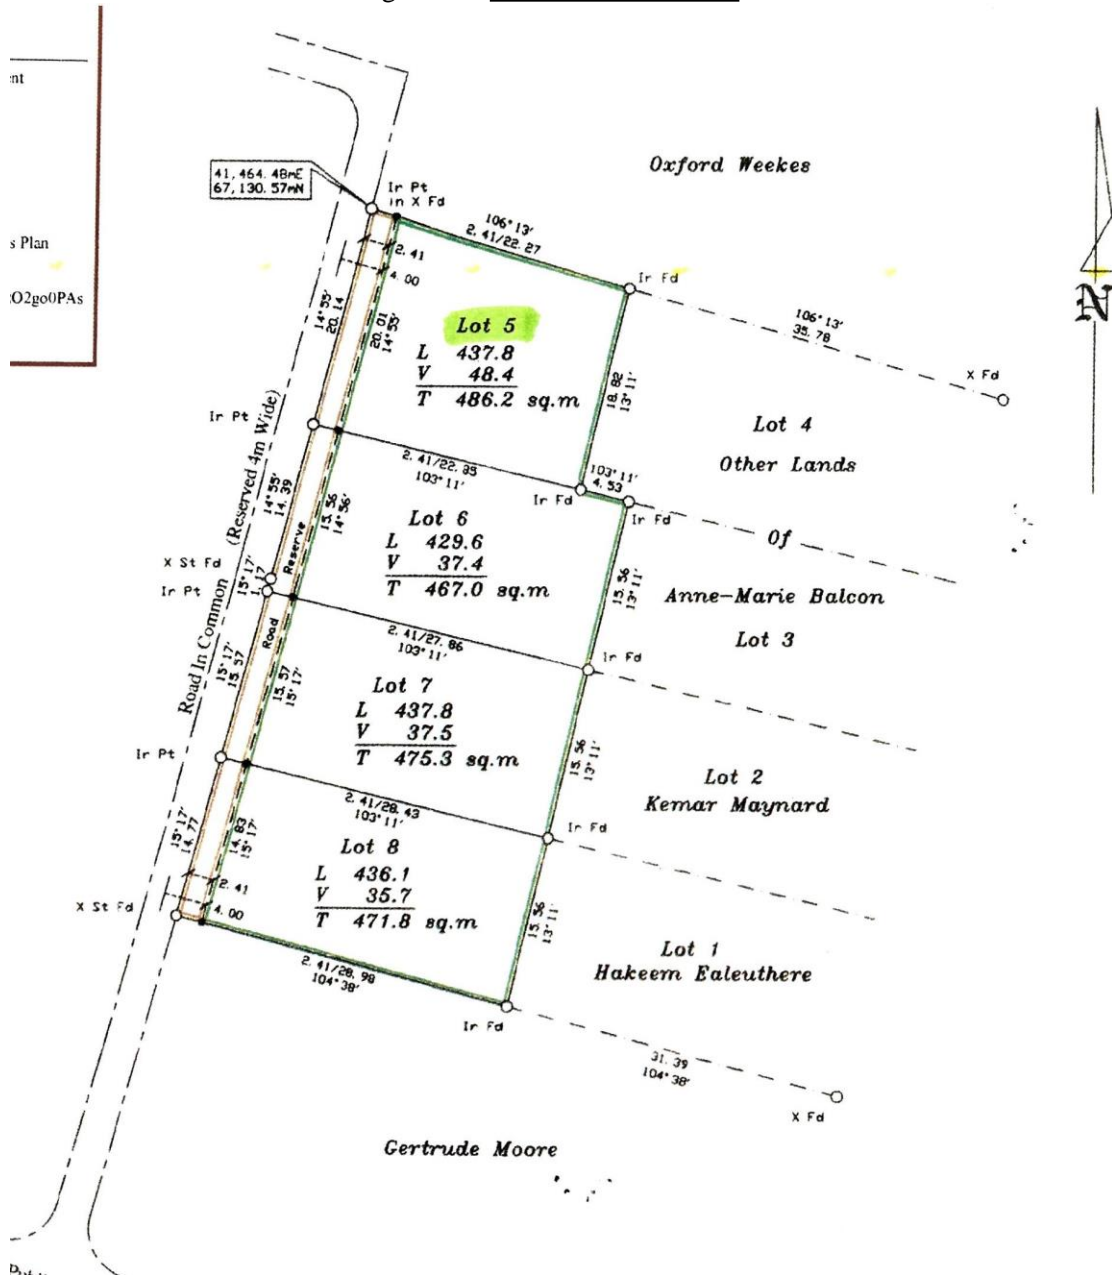 nt
s Plan
O2go0PAs
Oxford Weekes
41,464.48mE
67,130.57mN
Ir Pt
In X Fd
106°13'
2.41/22.27
Ir Fd
2.41
4.00
106°13'
35.78
X Fd
14°55'
20.14
20.01
14°55'
Lot 5
L 437.8
V 48.4
T 486.2 sq.m
18.82
13°11'
N
Ir Pt
Lot 4
Other Lands
2.41/22.85
103°11'
103°11'
4.53
Ir Fd
Ir Fd
Road In Common (Reserved 4m Wide)
14°55'
14.39
Road Reserve
15.56
14°56'
Lot 6
L 429.6
V 37.4
T 467.0 sq.m
Of
X St Fd
Ir Pt
15°17'
1.17
15.56
13°11'
Anne-Marie Balcon
Lot 3
2.41/27.86
103°11'
Ir Fd
15°17'
15.57
15.57
15°17'
Lot 7
L 437.8
V 37.5
T 475.3 sq.m
15.56
13°11'
Ir Pt
Lot 2
Kemar Maynard
2.41/28.43
103°11'
Ir Fd
15°17'
14.77
14.83
15°17'
Lot 8
L 436.1
V 35.7
T 471.8 sq.m
2.41
4.00
X St Fd
15.56
13°11'
Lot 1
Hakeem Ealeuthere
2.41/28.98
104°38'
Ir Fd
31.39
104°38'
X Fd
Gertrude Moore